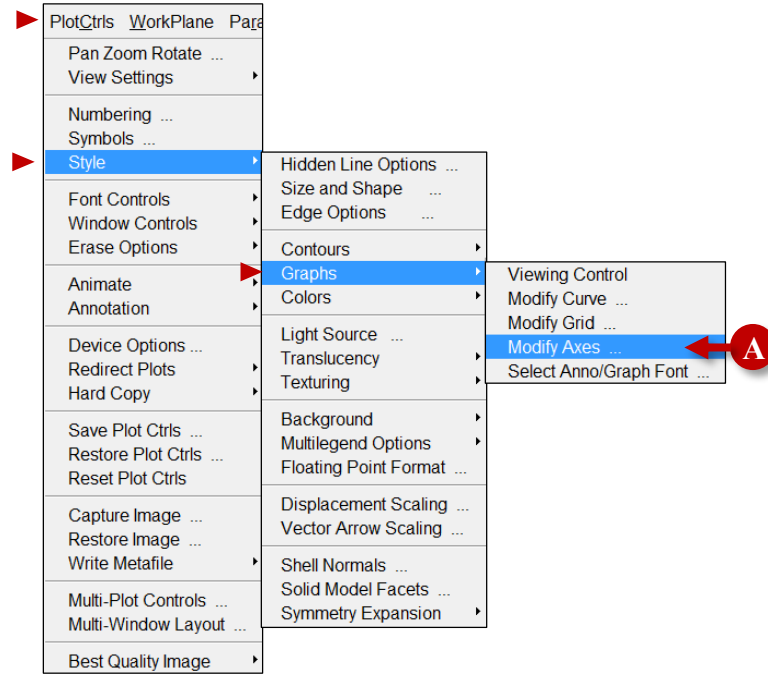 PlotCtrls WorkPlane Para
Pan Zoom Rotate ...
View Settings
Numbering ...
Symbols ...
Style
Font Controls
Window Controls
Erase Options
Animate
Annotation
Device Options ...
Redirect Plots
Hard Copy
Save Plot Ctrls ...
Restore Plot Ctrls ...
Reset Plot Ctrls
Capture Image ...
Restore Image ...
Write Metafile
Multi-Plot Controls ...
Multi-Window Layout ...
Best Quality Image
Hidden Line Options ...
Size and Shape ...
Edge Options ...
Contours
Graphs
Colors
Light Source ...
Translucency
Texturing
Background
Multilegend Options
Floating Point Format ...
Displacement Scaling ...
Vector Arrow Scaling ...
Shell Normals ...
Solid Model Facets ...
Symmetry Expansion
Viewing Control
Modify Curve ...
Modify Grid ...
Modify Axes ...
Select Anno/Graph Font ...
A